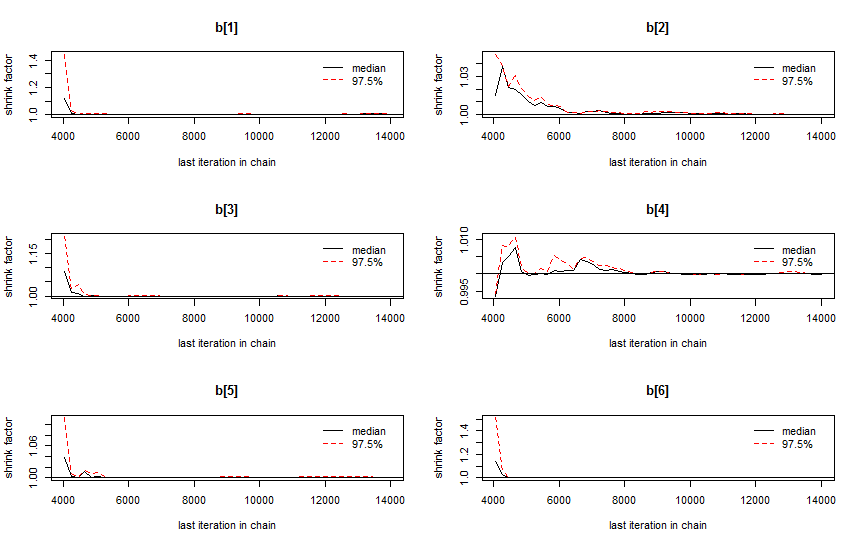 b[1]
shrink factor
1.0 1.2 1.4
median
97.5%
4000 6000 8000 10000 12000 14000
last iteration in chain
b[2]
shrink factor
1.00 1.03
median
97.5%
4000 6000 8000 10000 12000 14000
last iteration in chain
b[3]
shrink factor
1.00 1.15
median
97.5%
4000 6000 8000 10000 12000 14000
last iteration in chain
b[4]
shrink factor
0.995 1.010
median
97.5%
4000 6000 8000 10000 12000 14000
last iteration in chain
b[5]
shrink factor
1.00 1.06
median
97.5%
4000 6000 8000 10000 12000 14000
last iteration in chain
b[6]
shrink factor
1.0 1.2 1.4
median
97.5%
4000 6000 8000 10000 12000 14000
last iteration in chain